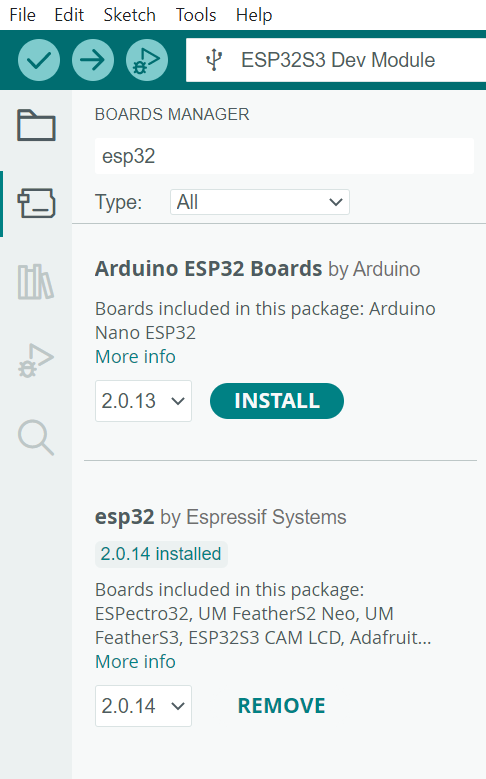 File Edit Sketch Tools Help
ESP32S3 Dev Module
BOARDS MANAGER
esp32
Type: All
Arduino ESP32 Boards by Arduino
Boards included in this package: Arduino
Nano ESP32
More info
2.0.13 INSTALL
esp32 by Espressif Systems
2.0.14 installed
Boards included in this package:
ESPectro32, UM FeatherS2 Neo, UM
FeatherS3, ESP32S3 CAM LCD, Adafruit...
More info
2.0.14 REMOVE